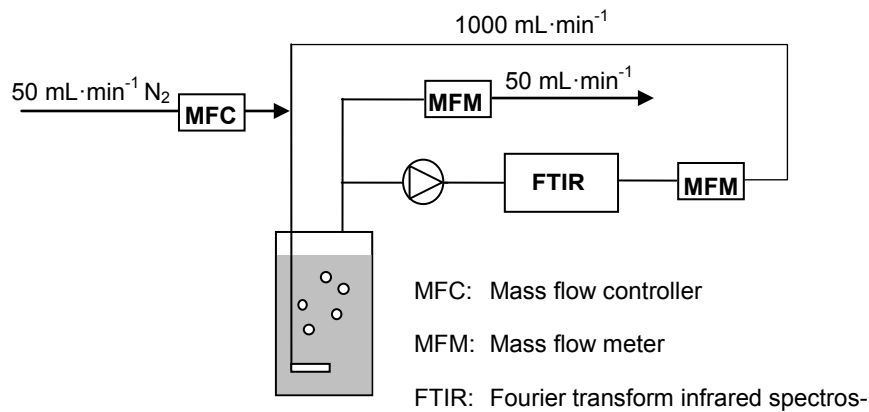 1000 mL·min⁻¹
50 mL·min⁻¹ N₂
MFC
MFM
50 mL·min⁻¹
FTIR
MFM
MFC: Mass flow controller
MFM: Mass flow meter
FTIR: Fourier transform infrared spectros-